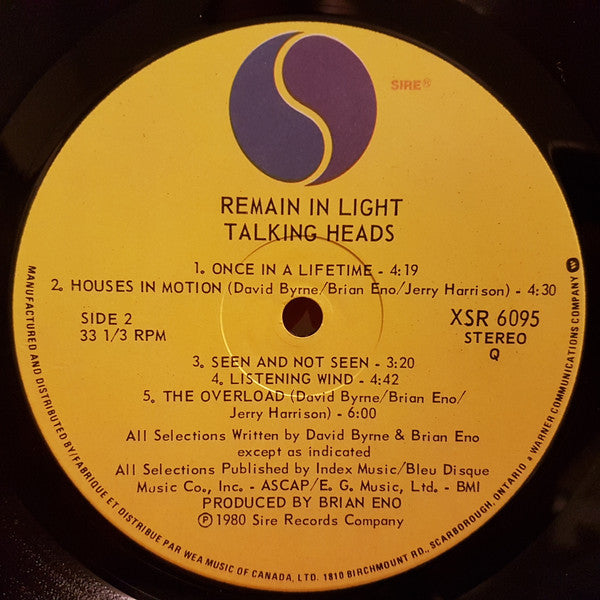 SIRE®
REMAIN IN LIGHT
TALKING HEADS
1. ONCE IN A LIFETIME - 4:19
2. HOUSES IN MOTION (David Byrne/Brian Eno/Jerry Harrison) - 4:30
SIDE 2
33 1/3 RPM
XSR 6095
STEREO
Q
3. SEEN AND NOT SEEN - 3:20
4. LISTENING WIND - 4:42
5. THE OVERLOAD (David Byrne/Brian Eno/
Jerry Harrison) - 6:00
All Selections Written by David Byrne & Brian Eno
except as indicated
All Selections Published by Index Music/Bleu Disque
Music Co., Inc. - ASCAP/E. G. Music, Ltd. - BMI
PRODUCED BY BRIAN ENO
℗ 1980 Sire Records Company
MANUFACTURED AND DISTRIBUTED BY/FABRIQUE ET DISTRIBUE PAR WEA MUSIC OF CANADA, LTD. 1810 BIRCHMOUNT RD., SCARBOROUGH, ONTARIO • A WARNER COMMUNICATIONS COMPANY